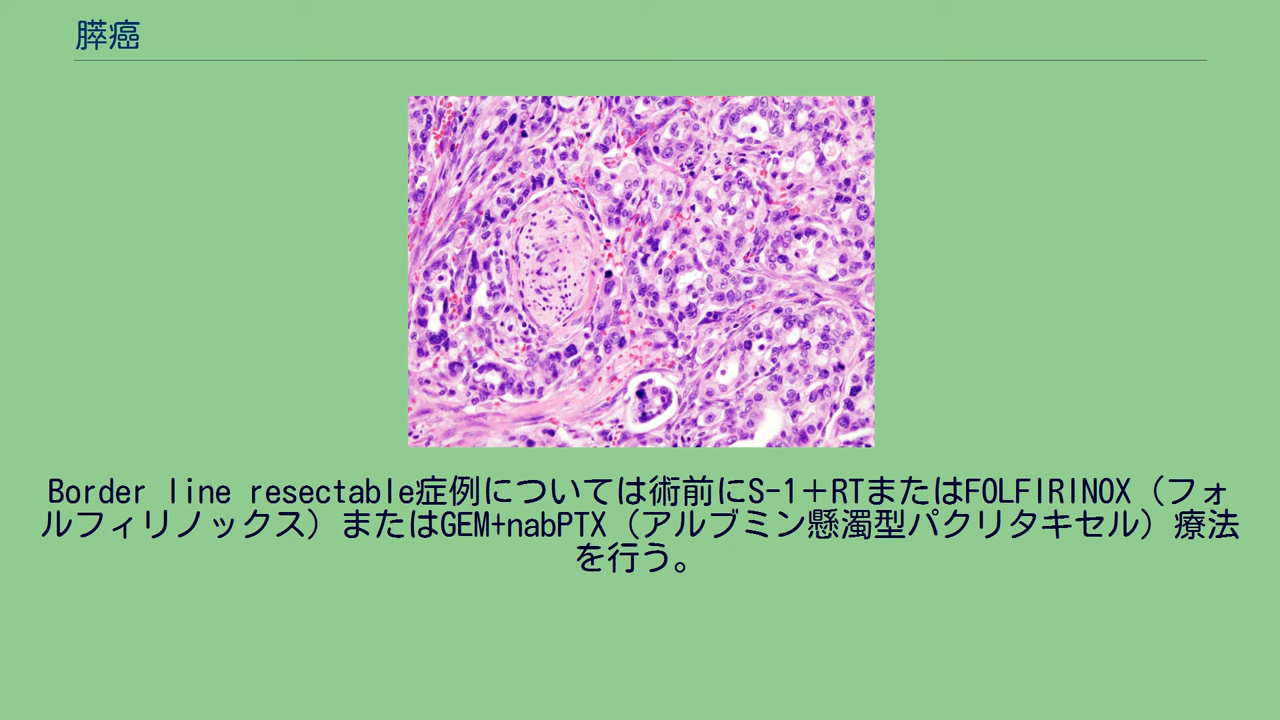 膵癌
Border line resectable症例については術前にS-1＋RTまたはFOLFIRINOX（フォ
ルフィリノックス）またはGEM+nabPTX（アルブミン懸濁型パクリタキセル）療法
を行う。